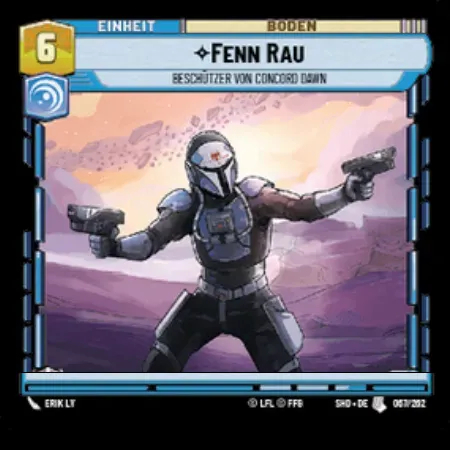 EINHEIT BODEN
6
FENN RAU
BESCHÜTZER VON CONCORD DAWN
ERIK LY © LFL © FFG SHD • DE 067/262